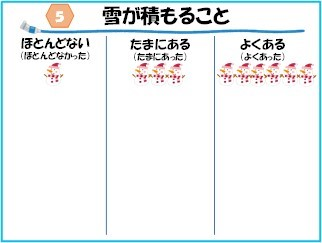 5
雪が積もること
ほとんどない
(ほとんどなかった)
たまにある
(たまにあった)
よくある
(よくあった)